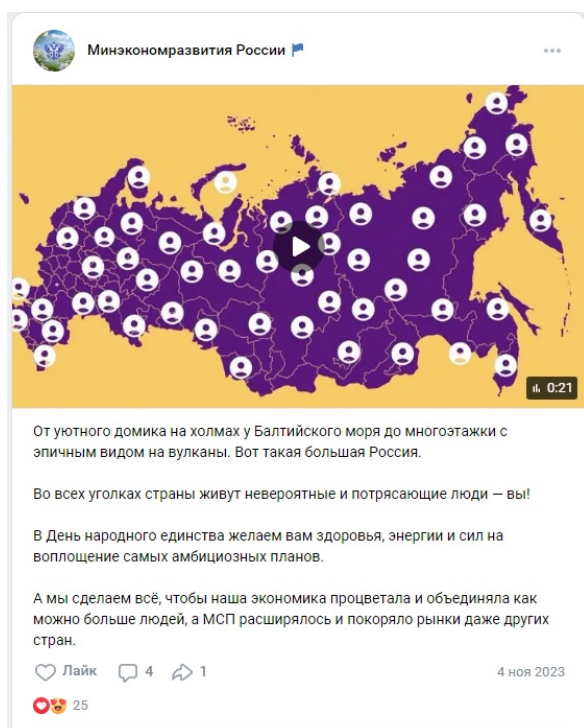 Минэкономразвития России
0:21
От уютного домика на холмах у Балтийского моря до многоэтажки с
эпичным видом на вулканы. Вот такая большая Россия.
Во всех уголках страны живут невероятные и потрясающие люди — вы!
В День народного единства желаем вам здоровья, энергии и сил на
воплощение самых амбициозных планов.
А мы сделаем всё, чтобы наша экономика процветала и объединяла как
можно больше людей, а МСП расширялось и покоряло рынки даже других
стран.
Лайк 4 1 4 ноя 2023
25